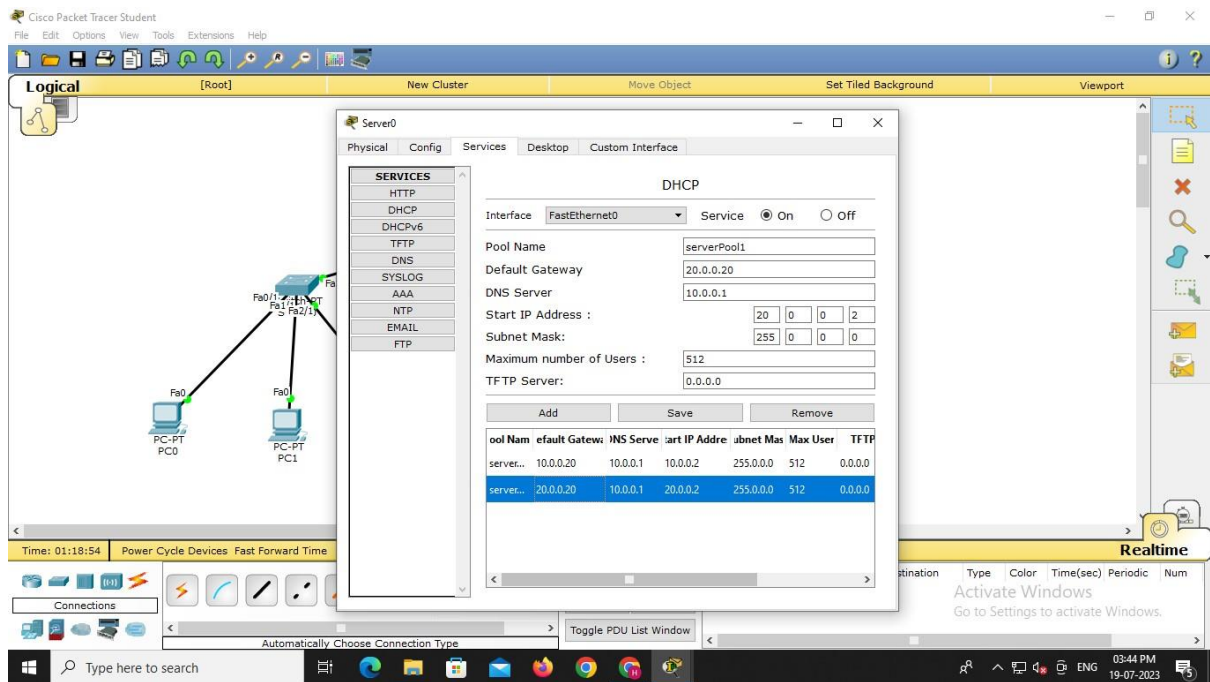 Cisco Packet Tracer Student
File Edit Options View Tools Extensions Help
Logical [Root] New Cluster Move Object Set Tiled Background Viewport
Server0
Physical Config Services Desktop Custom Interface
SERVICES
HTTP
DHCP
DHCPv6
TFTP
DNS
SYSLOG
AAA
NTP
EMAIL
FTP
DHCP
Interface FastEthernet0 Service On Off
Pool Name serverPool1
Default Gateway 20.0.0.20
DNS Server 10.0.0.1
Start IP Address : 20 0 0 2
Subnet Mask: 255 0 0 0
Maximum number of Users : 512
TFTP Server: 0.0.0.0
Add Save Remove
ool Nam efault Gatewa NS Serve art IP Addre ubnet Mas Max User TFTP
server... 10.0.0.20 10.0.0.1 10.0.0.2 255.0.0.0 512 0.0.0.0
server... 20.0.0.20 10.0.0.1 20.0.0.2 255.0.0.0 512 0.0.0.0
Fa
Fa0/1
Fa2/1
Fa0 Fa0
PC-PT
PC0
PC-PT
PC1
Time: 01:18:54 Power Cycle Devices Fast Forward Time Realtime
Connections
Automatically Choose Connection Type
Toggle PDU List Window
stination Type Color Time(sec) Periodic Num
Activate Windows
Go to Settings to activate Windows.
Type here to search
ENG
03:44 PM
19-07-2023
5